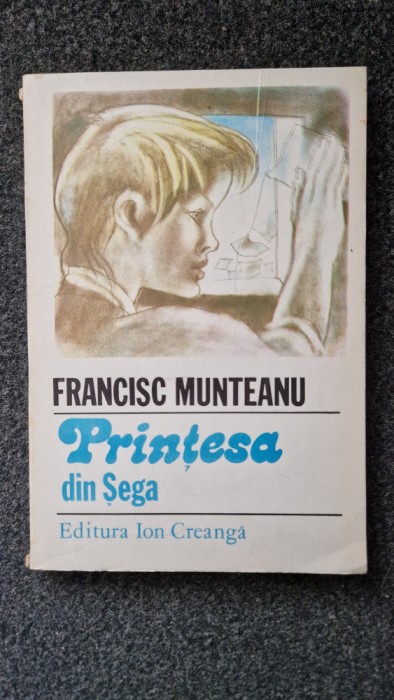 FRANCISC MUNTEANU
Prințesa
din Șega
Editura Ion Creangă